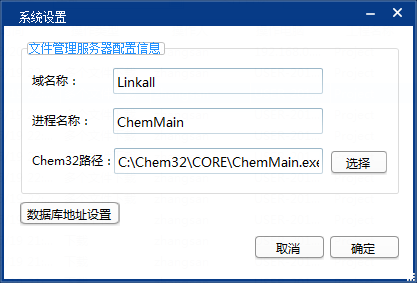 系统设置
文件管理服务器配置信息
域名称： Linkall
进程名称： ChemMain
Chem32路径： C:\Chem32\CORE\ChemMain.exe 选择
数据库地址设置
取消 确定